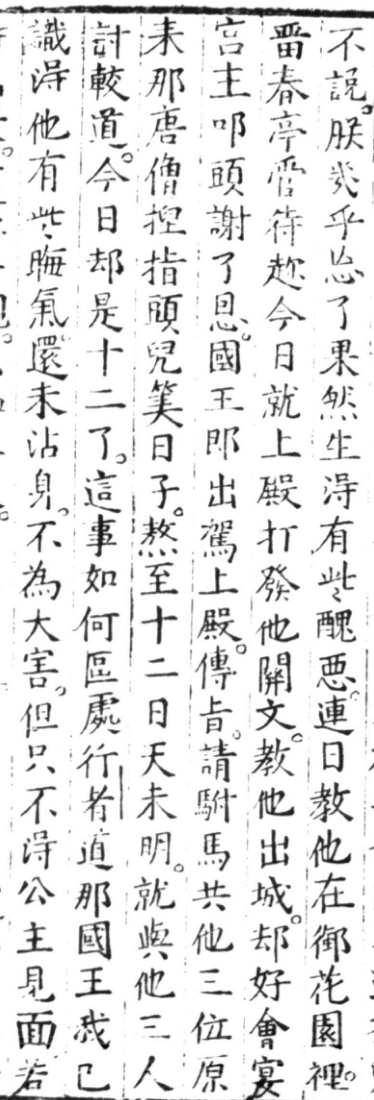 不說。朕幾乎忘了果然生得有些醜惡。連日教他在御花園裡。
畱春亭管待趂今日就上殿打發他關文。教他出城。却好會宴
宮主叩頭謝了恩。國王即出駕上殿。傳旨。請駙馬共他三位原
来那唐僧捏指頭兒筭日子。熬至十二日天未明。就與他三人
討較道。今日却是十二了。這事如何區處行者道那國王我已
識得他有些晦氣。還未沾身。不為大害。但只不得公主見面若